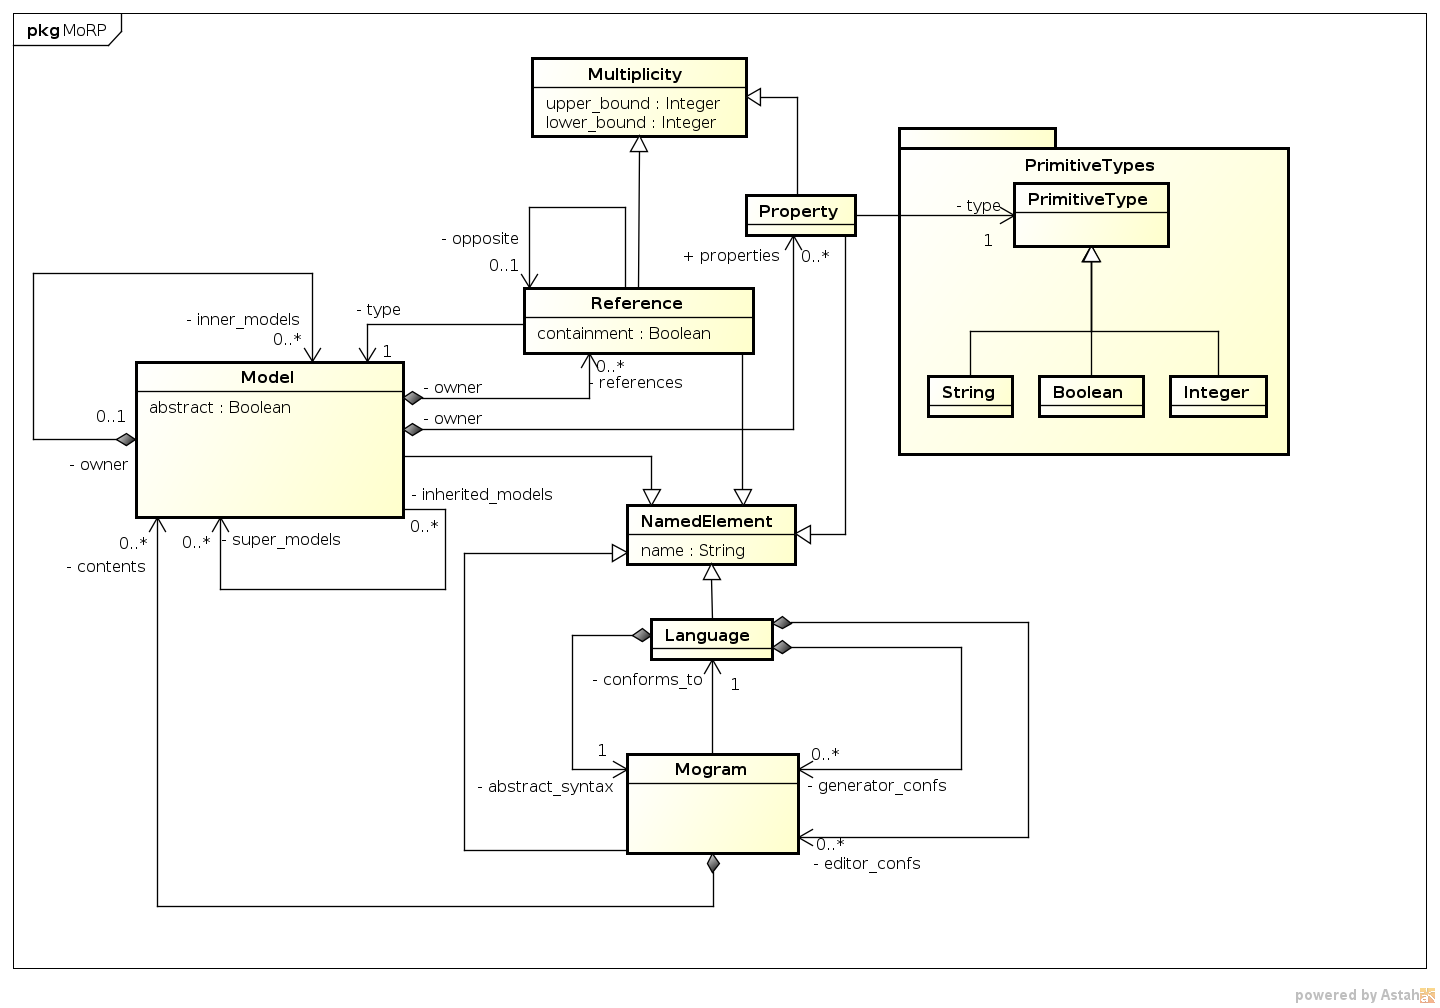 pkg MoRP
Multiplicity
upper_bound : Integer
lower_bound : Integer
PrimitiveTypes
PrimitiveType
Property
- type
1
- opposite
0..1
+ properties
0..*
Reference
containment : Boolean
- type
1
- inner_models
0..*
0..*
- references
Model
abstract : Boolean
- owner
- owner
0..1
- owner
String
Boolean
Integer
- inherited_models
0..*
0..*
- contents
0..*
- super_models
NamedElement
name : String
Language
- conforms_to
1
1
- abstract_syntax
Mogram
0..*
- generator_confs
0..*
- editor_confs
powered by Astah